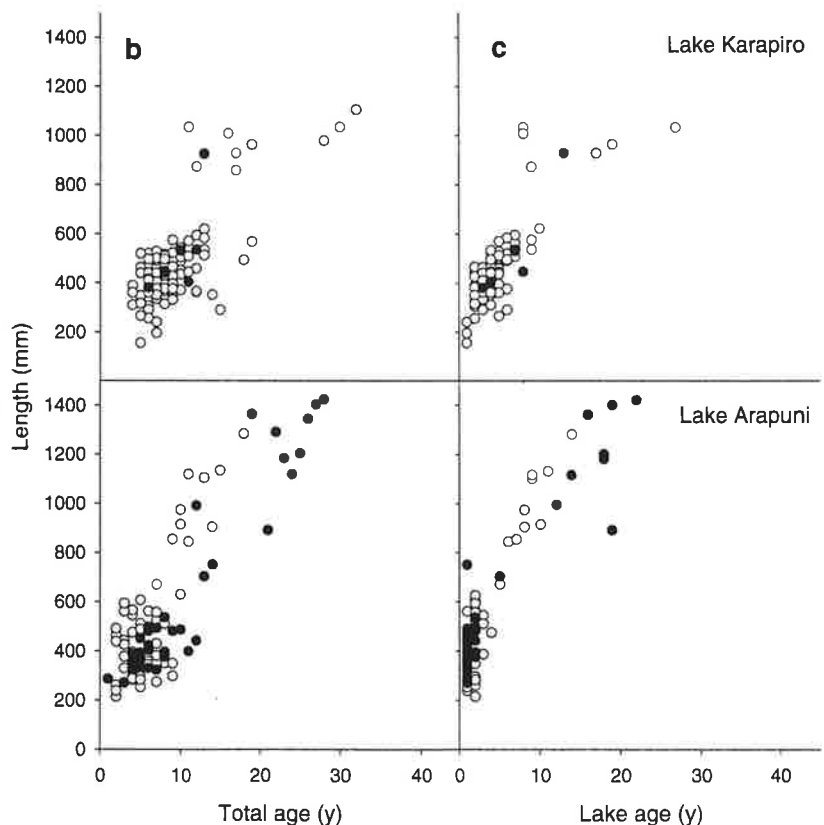 b
c
Lake Karapiro
1400
1200
1000
800
600
400
200
Length (mm)
Lake Arapuni
1400
1200
1000
800
600
400
200
0
0 10 20 30 40
0 10 20 30 40
Total age (y)
Lake age (y)